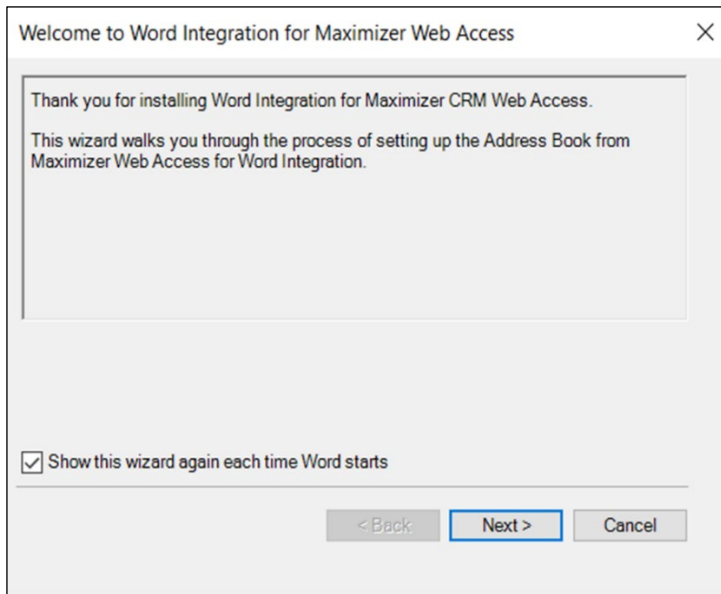 Welcome to Word Integration for Maximizer Web Access
Thank you for installing Word Integration for Maximizer CRM Web Access.
This wizard walks you through the process of setting up the Address Book from
Maximizer Web Access for Word Integration.
Show this wizard again each time Word starts
< Back
Next >
Cancel